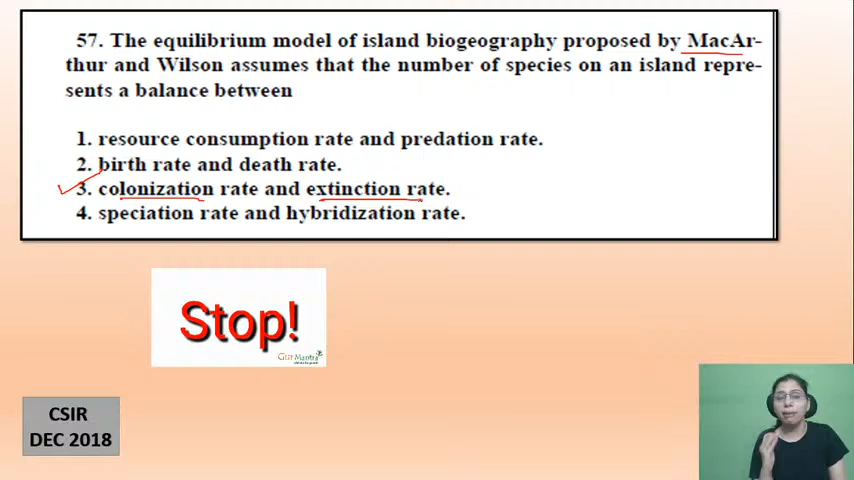 57. The equilibrium model of island biogeography proposed by MacAr-
thur and Wilson assumes that the number of species on an island repre-
sents a balance between
1. resource consumption rate and predation rate.
2. birth rate and death rate.
3. colonization rate and extinction rate.
4. speciation rate and hybridization rate.
Stop!
Gur Mantra
CSIR
DEC 2018